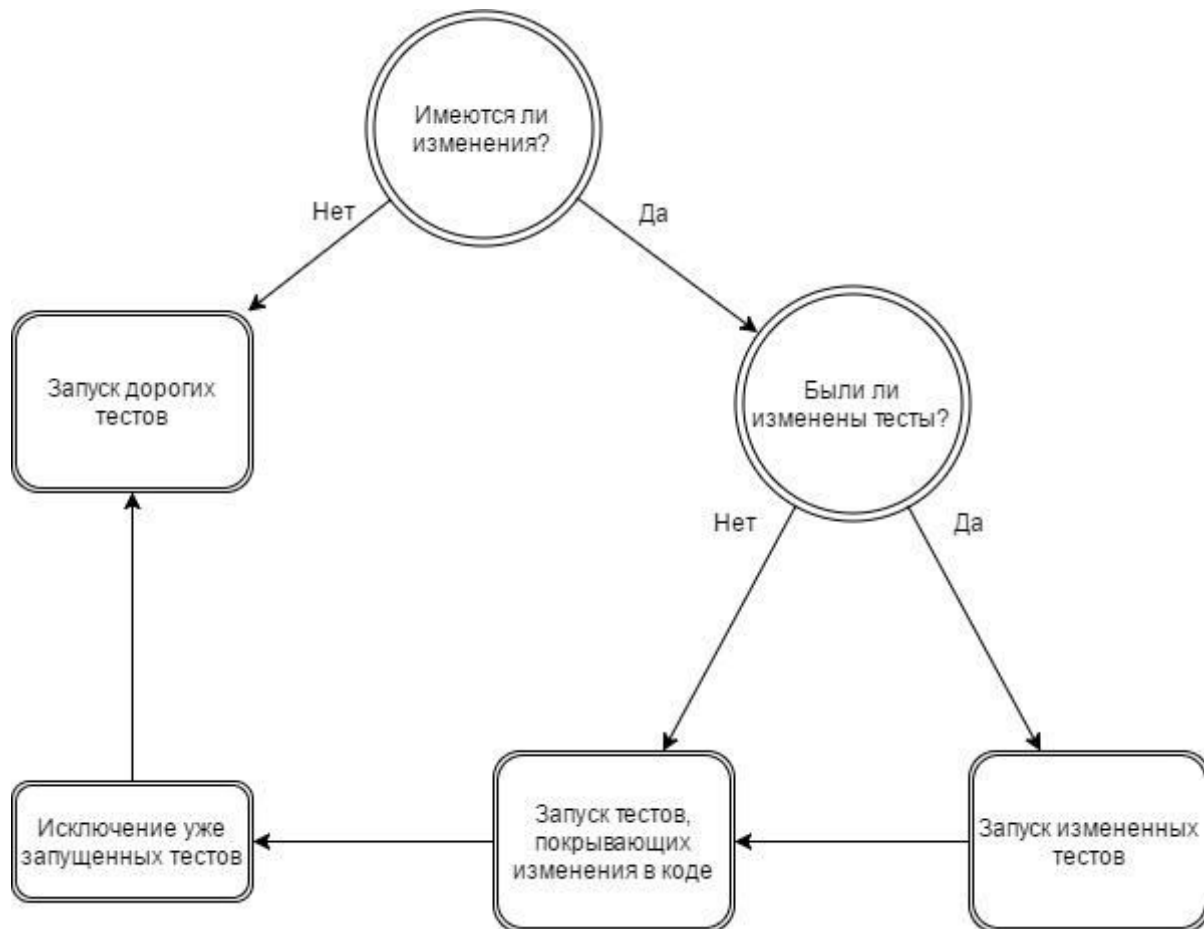 Имеются ли
изменения?
Нет
Да
Запуск дорогих
тестов
Были ли
изменены тесты?
Нет
Да
Исключение уже
запущенных тестов
Запуск тестов,
покрывающих
изменения в коде
Запуск измененных
тестов